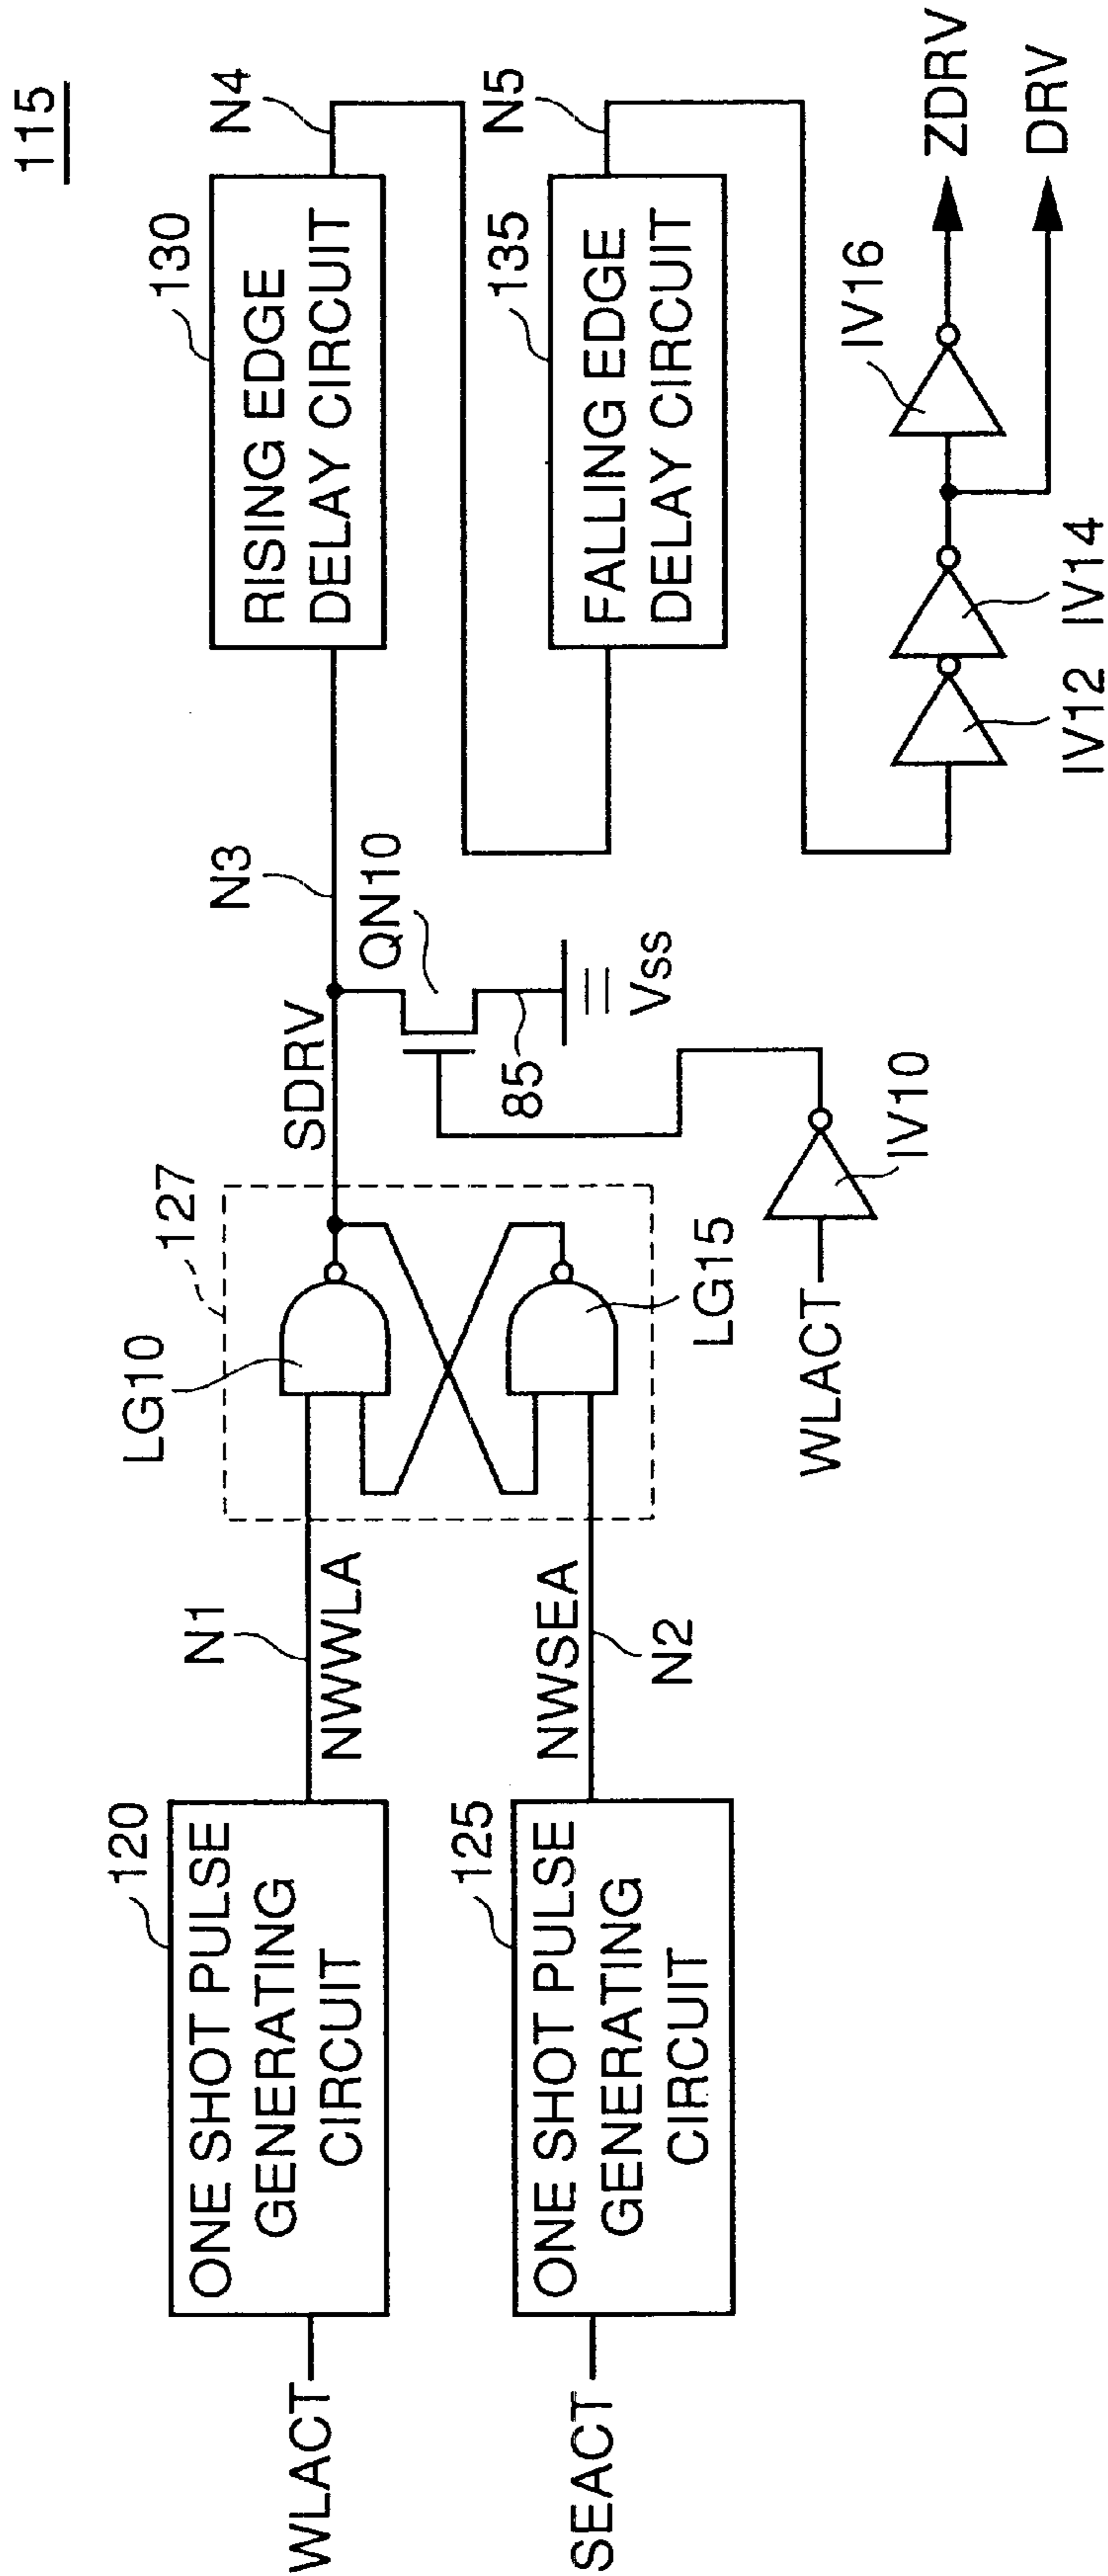 115
WLACT
ONE SHOT PULSE
GENERATING
CIRCUIT
120
N1
NWWLA
LG10
127
SDRV
N3
QN10
85
Vss
130
RISING EDGE
DELAY CIRCUIT
N4
SEACT
ONE SHOT PULSE
GENERATING
CIRCUIT
125
NWSEA
N2
LG15
WLACT
IV10
135
FALLING EDGE
DELAY CIRCUIT
N5
IV12
IV14
IV16
ZDRV
DRV